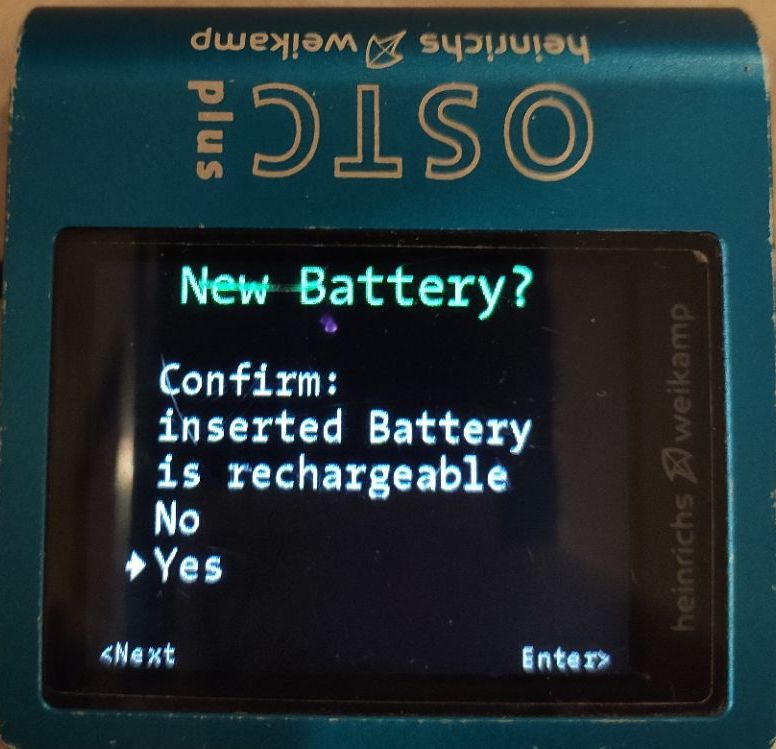 heinrichs weikamp
OSTC
plus
New Battery?
Confirm:
inserted Battery
is rechargeable
No
Yes
<Next
Enter>
heinrichs weikamp